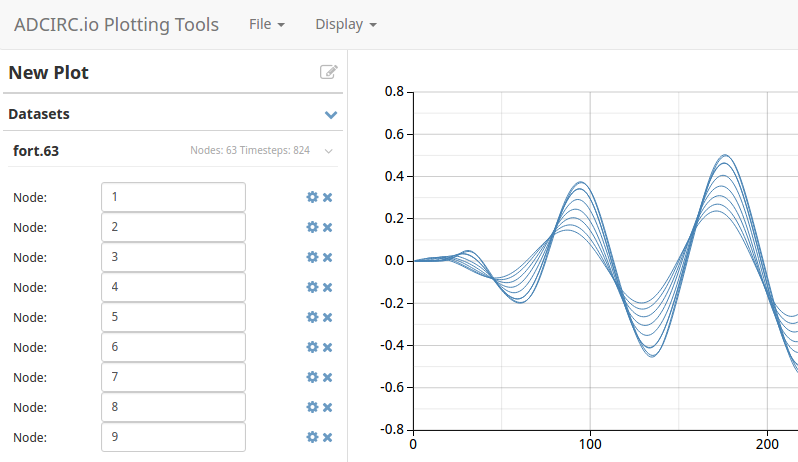 ADCIRC.io Plotting Tools File Display
New Plot
Datasets
fort.63 Nodes: 63 Timesteps: 824
Node: 1
Node: 2
Node: 3
Node: 4
Node: 5
Node: 6
Node: 7
Node: 8
Node: 9
0.8
0.6
0.4
0.2
0.0
-0.2
-0.4
-0.6
-0.8
0 100 200